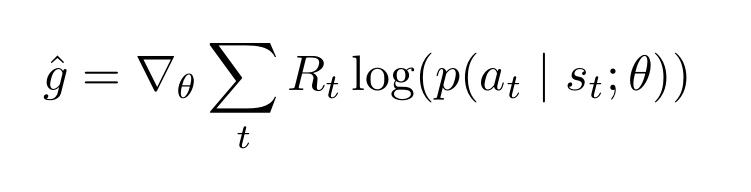 ĝ = ∇_θ ∑_t R_t log(p(a_t | s_t; θ))